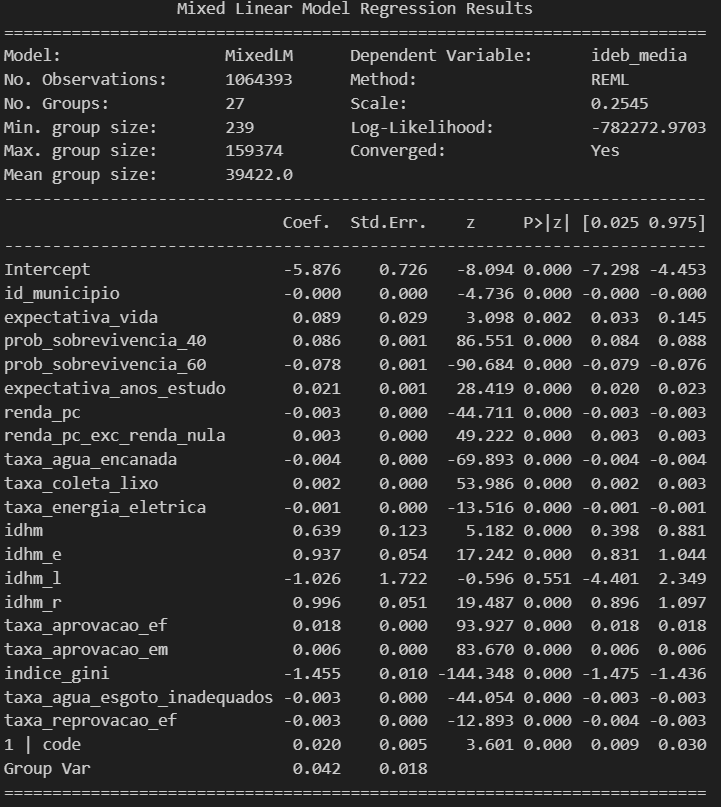 Mixed Linear Model Regression Results
========================================================================
Model: MixedLM Dependent Variable: ideb_media
No. Observations: 1064393 Method: REML
No. Groups: 27 Scale: 0.2545
Min. group size: 239 Log-Likelihood: -782272.9703
Max. group size: 159374 Converged: Yes
Mean group size: 39422.0
------------------------------------------------------------------------
Coef. Std.Err. z P>|z| [0.025 0.975]
------------------------------------------------------------------------
Intercept -5.876 0.726 -8.094 0.000 -7.298 -4.453
id_municipio -0.000 0.000 -4.736 0.000 -0.000 -0.000
expectativa_vida 0.089 0.029 3.098 0.002 0.033 0.145
prob_sobrevivencia_40 0.086 0.001 86.551 0.000 0.084 0.088
prob_sobrevivencia_60 -0.078 0.001 -90.684 0.000 -0.079 -0.076
expectativa_anos_estudo 0.021 0.001 28.419 0.000 0.020 0.023
renda_pc -0.003 0.000 -44.711 0.000 -0.003 -0.003
renda_pc_exc_renda_nula 0.003 0.000 49.222 0.000 0.003 0.003
taxa_agua_encanada -0.004 0.000 -69.893 0.000 -0.004 -0.004
taxa_coleta_lixo 0.002 0.000 53.986 0.000 0.002 0.003
taxa_energia_eletrica -0.001 0.000 -13.516 0.000 -0.001 -0.001
idhm 0.639 0.123 5.182 0.000 0.398 0.881
idhm_e 0.937 0.054 17.242 0.000 0.831 1.044
idhm_l -1.026 1.722 -0.596 0.551 -4.401 2.349
idhm_r 0.996 0.051 19.487 0.000 0.896 1.097
taxa_aprovacao_ef 0.018 0.000 93.927 0.000 0.018 0.018
taxa_aprovacao_em 0.006 0.000 83.670 0.000 0.006 0.006
indice_gini -1.455 0.010 -144.348 0.000 -1.475 -1.436
taxa_agua_esgoto_inadequados -0.003 0.000 -44.054 0.000 -0.003 -0.003
taxa_reprovacao_ef -0.003 0.000 -12.893 0.000 -0.004 -0.003
1 | code 0.020 0.005 3.601 0.000 0.009 0.030
Group Var 0.042 0.018
========================================================================